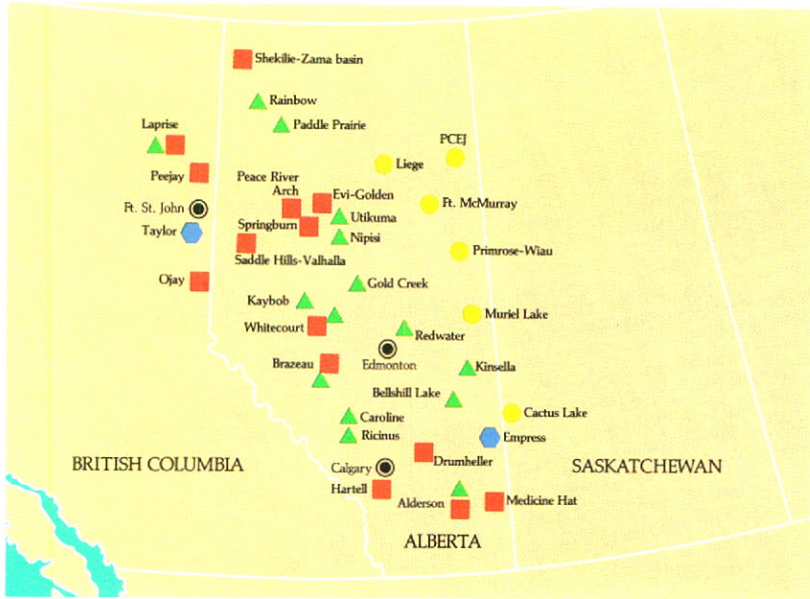 Shekilie-Zama basin
Rainbow
Paddle Prairie
Laprise
PCEJ
Liege
Peejay
Peace River
Arch
Evi-Golden
Ft. McMurray
Ft. St. John
Utikuma
Springburn
Taylor
Nipisi
Primrose-Wiau
Saddle Hills-Valhalla
Ojay
Gold Creek
Kaybob
Muriel Lake
Whitecourt
Redwater
Edmonton
Brazeau
Kinsella
Bellshill Lake
Cactus Lake
Caroline
Ricinus
Empress
BRITISH COLUMBIA
Drumheller
SASKATCHEWAN
Calgary
Hartell
Alderson
Medicine Hat
ALBERTA